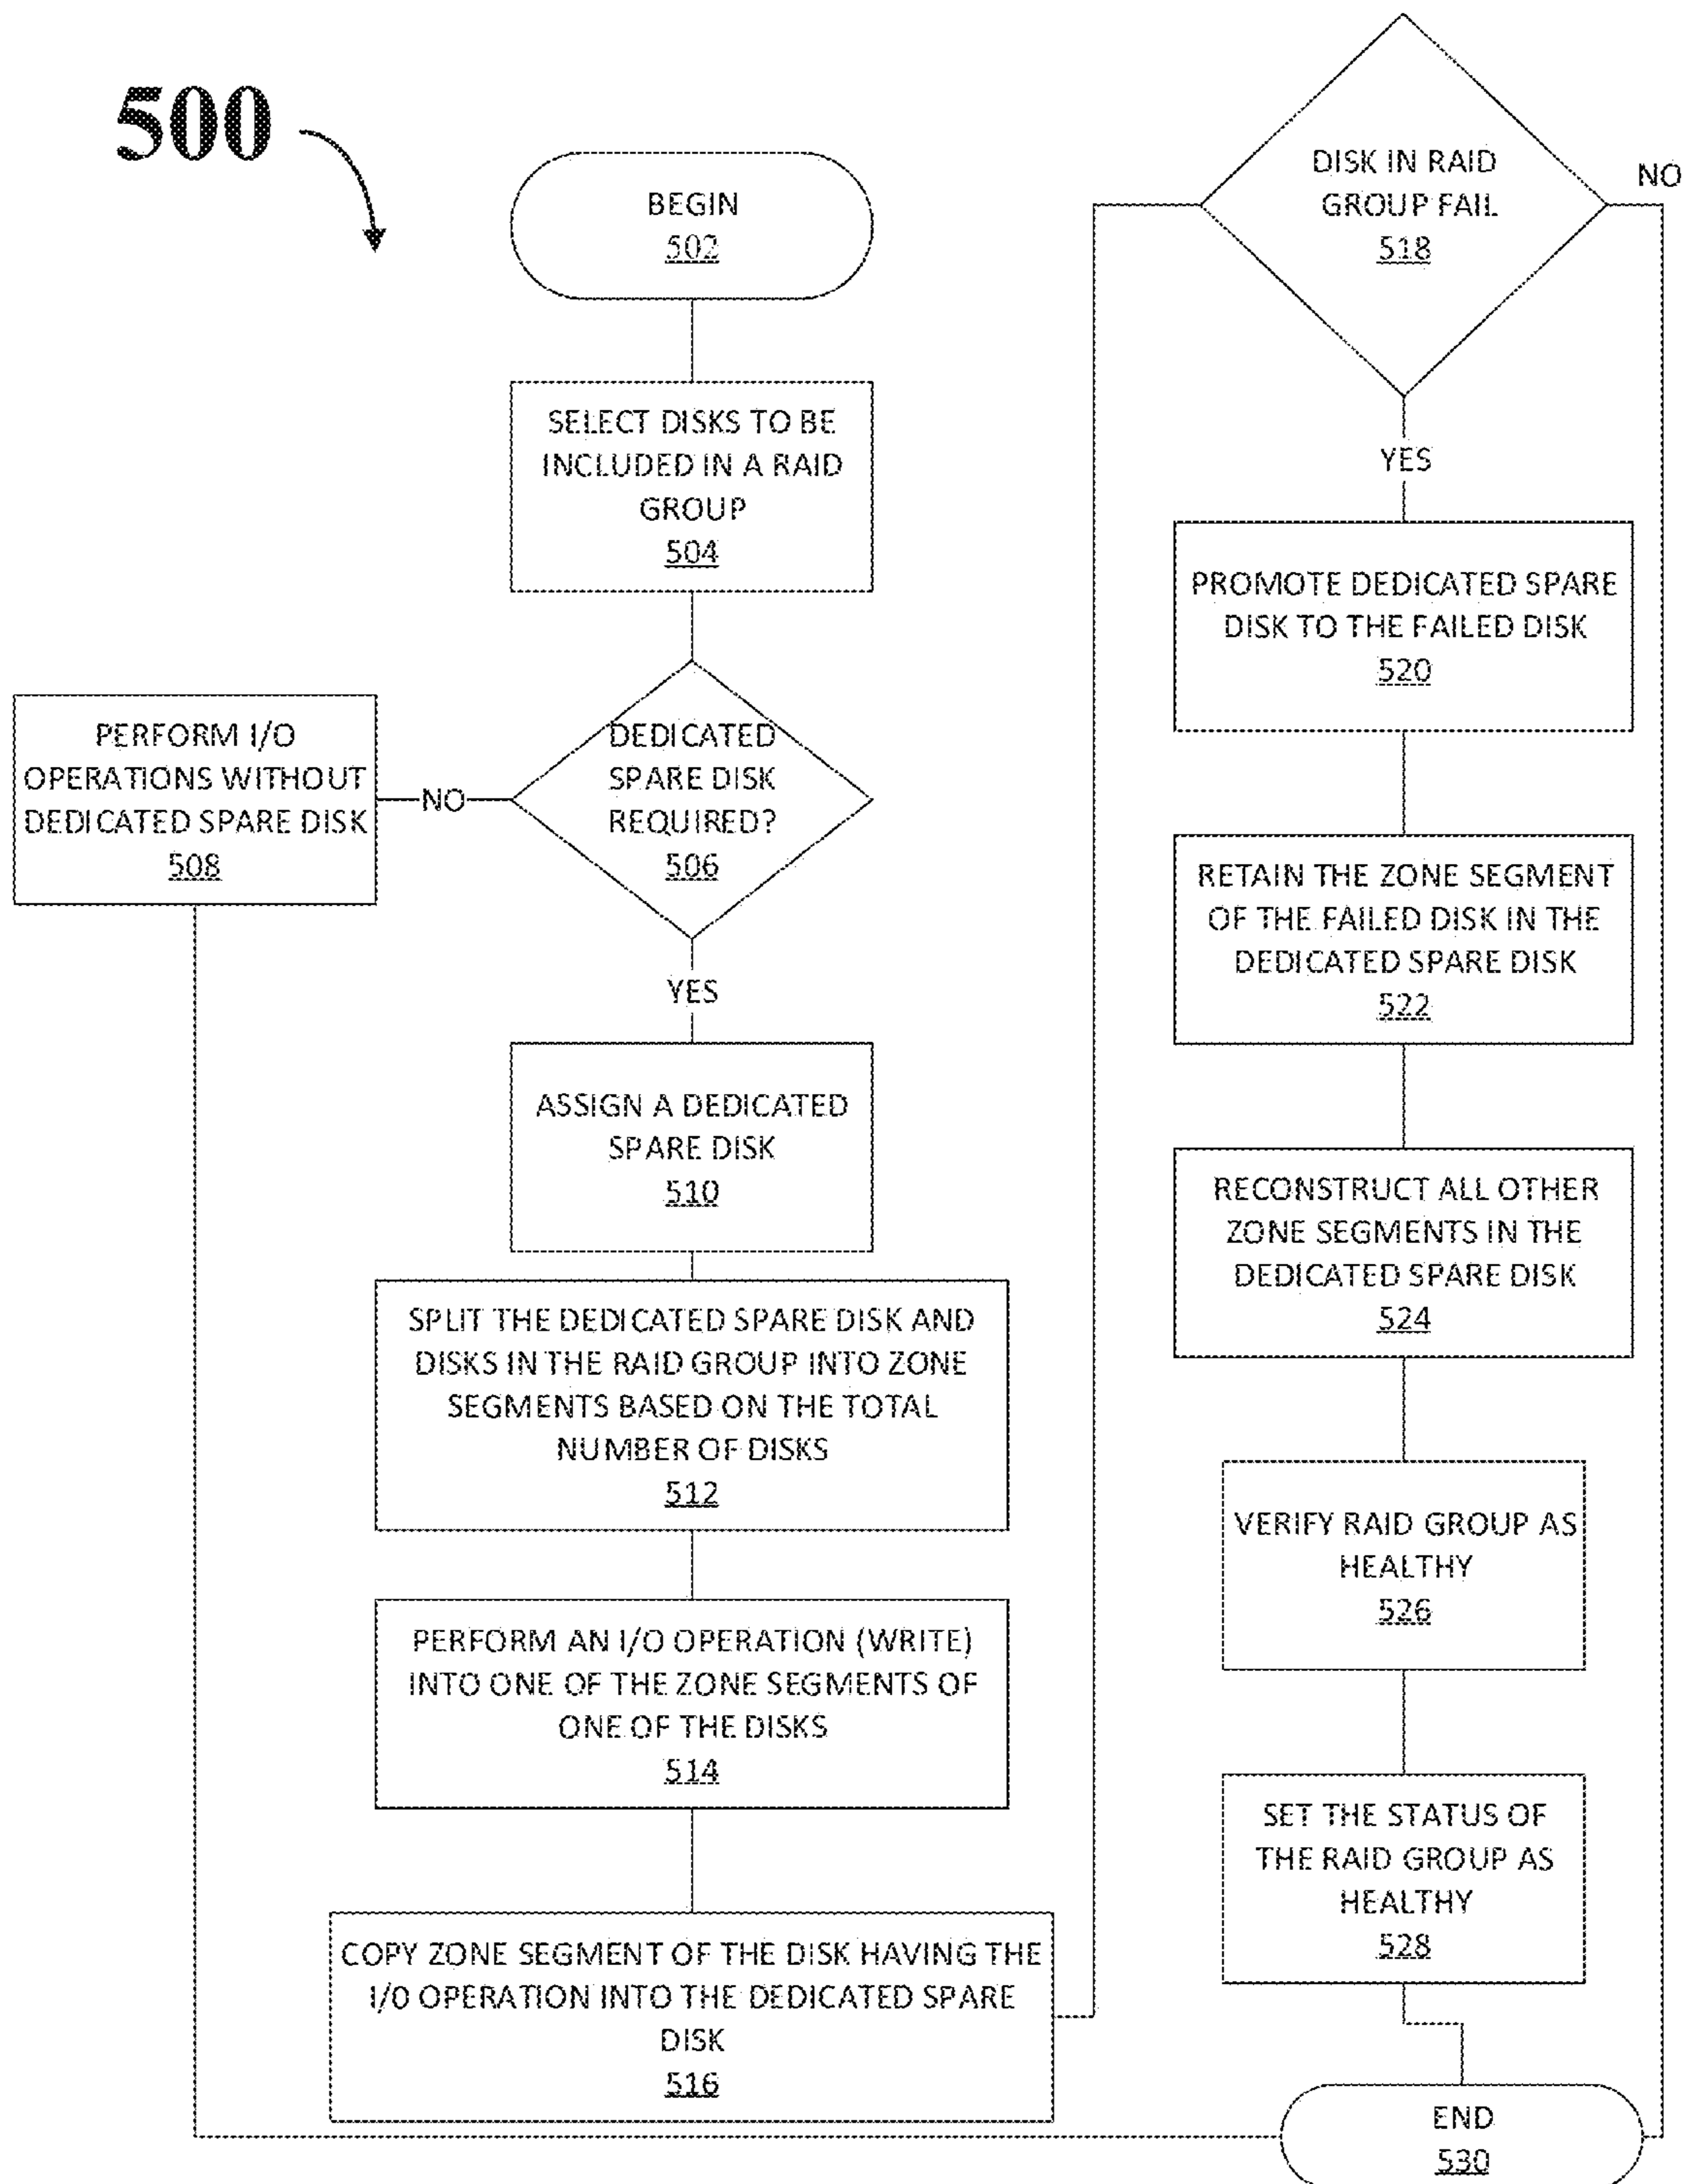 500
BEGIN
502
SELECT DISKS TO BE
INCLUDED IN A RAID
GROUP
504
DEDICATED
SPARE DISK
REQUIRED?
506
NO
PERFORM I/O
OPERATIONS WITHOUT
DEDICATED SPARE DISK
508
YES
ASSIGN A DEDICATED
SPARE DISK
510
SPLIT THE DEDICATED SPARE DISK AND
DISKS IN THE RAID GROUP INTO ZONE
SEGMENTS BASED ON THE TOTAL
NUMBER OF DISKS
512
PERFORM AN I/O OPERATION (WRITE)
INTO ONE OF THE ZONE SEGMENTS OF
ONE OF THE DISKS
514
COPY ZONE SEGMENT OF THE DISK HAVING THE
I/0 OPERATION INTO THE DEDICATED SPARE
DISK
516
DISK IN RAID
GROUP FAIL
518
NO
YES
PROMOTE DEDICATED SPARE
DISK TO THE FAILED DISK
520
RETAIN THE ZONE SEGMENT
OF THE FAILED DISK IN THE
DEDICATED SPARE DISK
522
RECONSTRUCT ALL OTHER
ZONE SEGMENTS IN THE
DEDICATED SPARE DISK
524
VERIFY RAID GROUP AS
HEALTHY
526
SET THE STATUS OF
THE RAID GROUP AS
HEALTHY
528
END
530